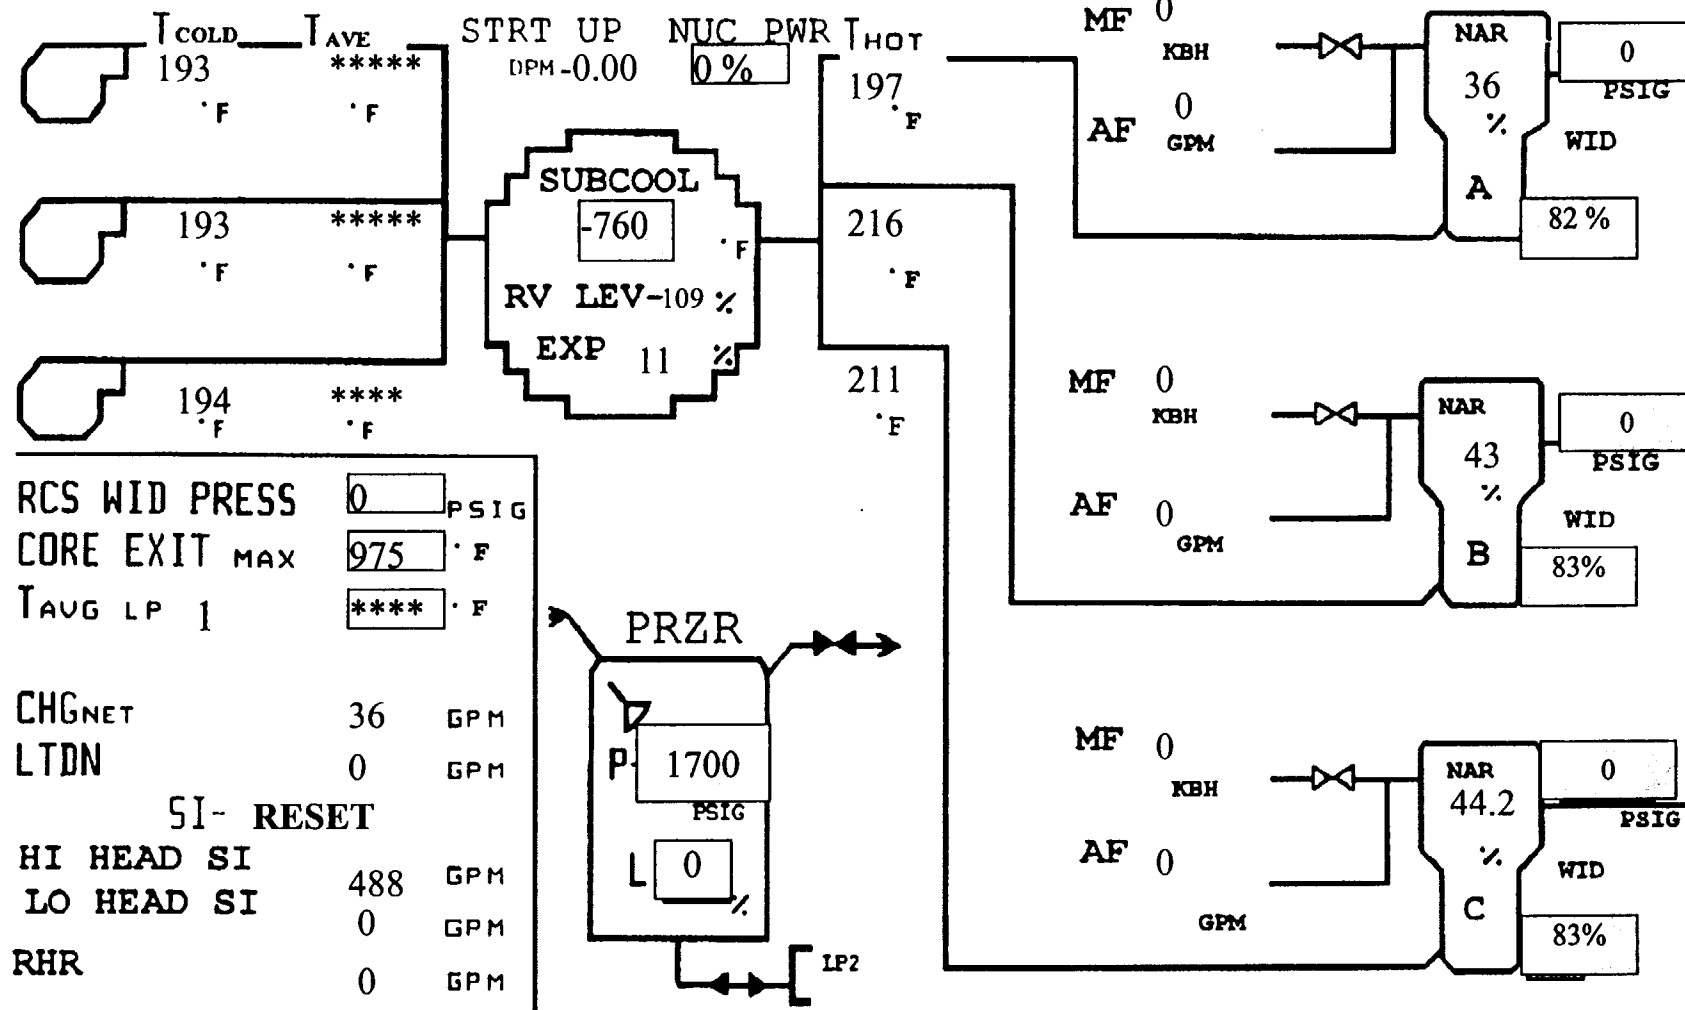 TCOLD TAVE STRT UP NUC PWR THOT
193 ***** DPM -0.00 0 % 197
°F °F °F
193 ***** SUBCOOL 216
°F °F -760 °F °F
RV LEV-109 %
EXP 11 %
194 **** 211
°F °F °F
RCS WID PRESS 0 PSIG
CORE EXIT MAX 975 °F
TAVG LP 1 **** °F
CHGNET 36 GPM
LTDN 0 GPM
SI- RESET
HI HEAD SI 488 GPM
LO HEAD SI 0 GPM
RHR 0 GPM
PRZR
P 1700
PSIG
L 0
%
LP2
MF 0
KBH
AF 0
GPM
NAR 0
36 PSIG
%
WID
A
82 %
MF 0
KBH
AF 0
GPM
NAR 0
43 PSIG
%
WID
B
83%
MF 0
KBH
AF 0
GPM
NAR 0
44.2 PSIG
%
WID
C
83%